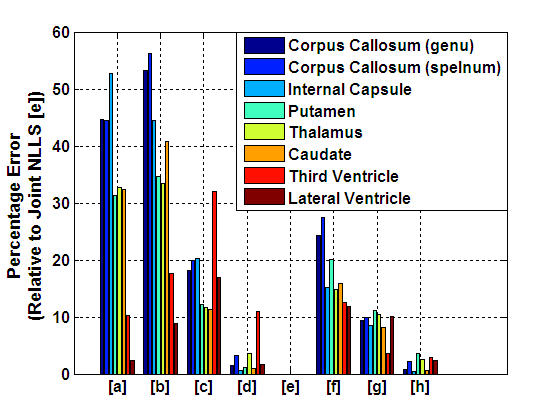 Percentage Error
(Relative to Joint NLLS [e])
60
50
40
30
20
10
0
Corpus Callosum (genu)
Corpus Callosum (spelnum)
Internal Capsule
Putamen
Thalamus
Caudate
Third Ventricle
Lateral Ventricle
[a] [b] [c] [d] [e] [f] [g] [h]